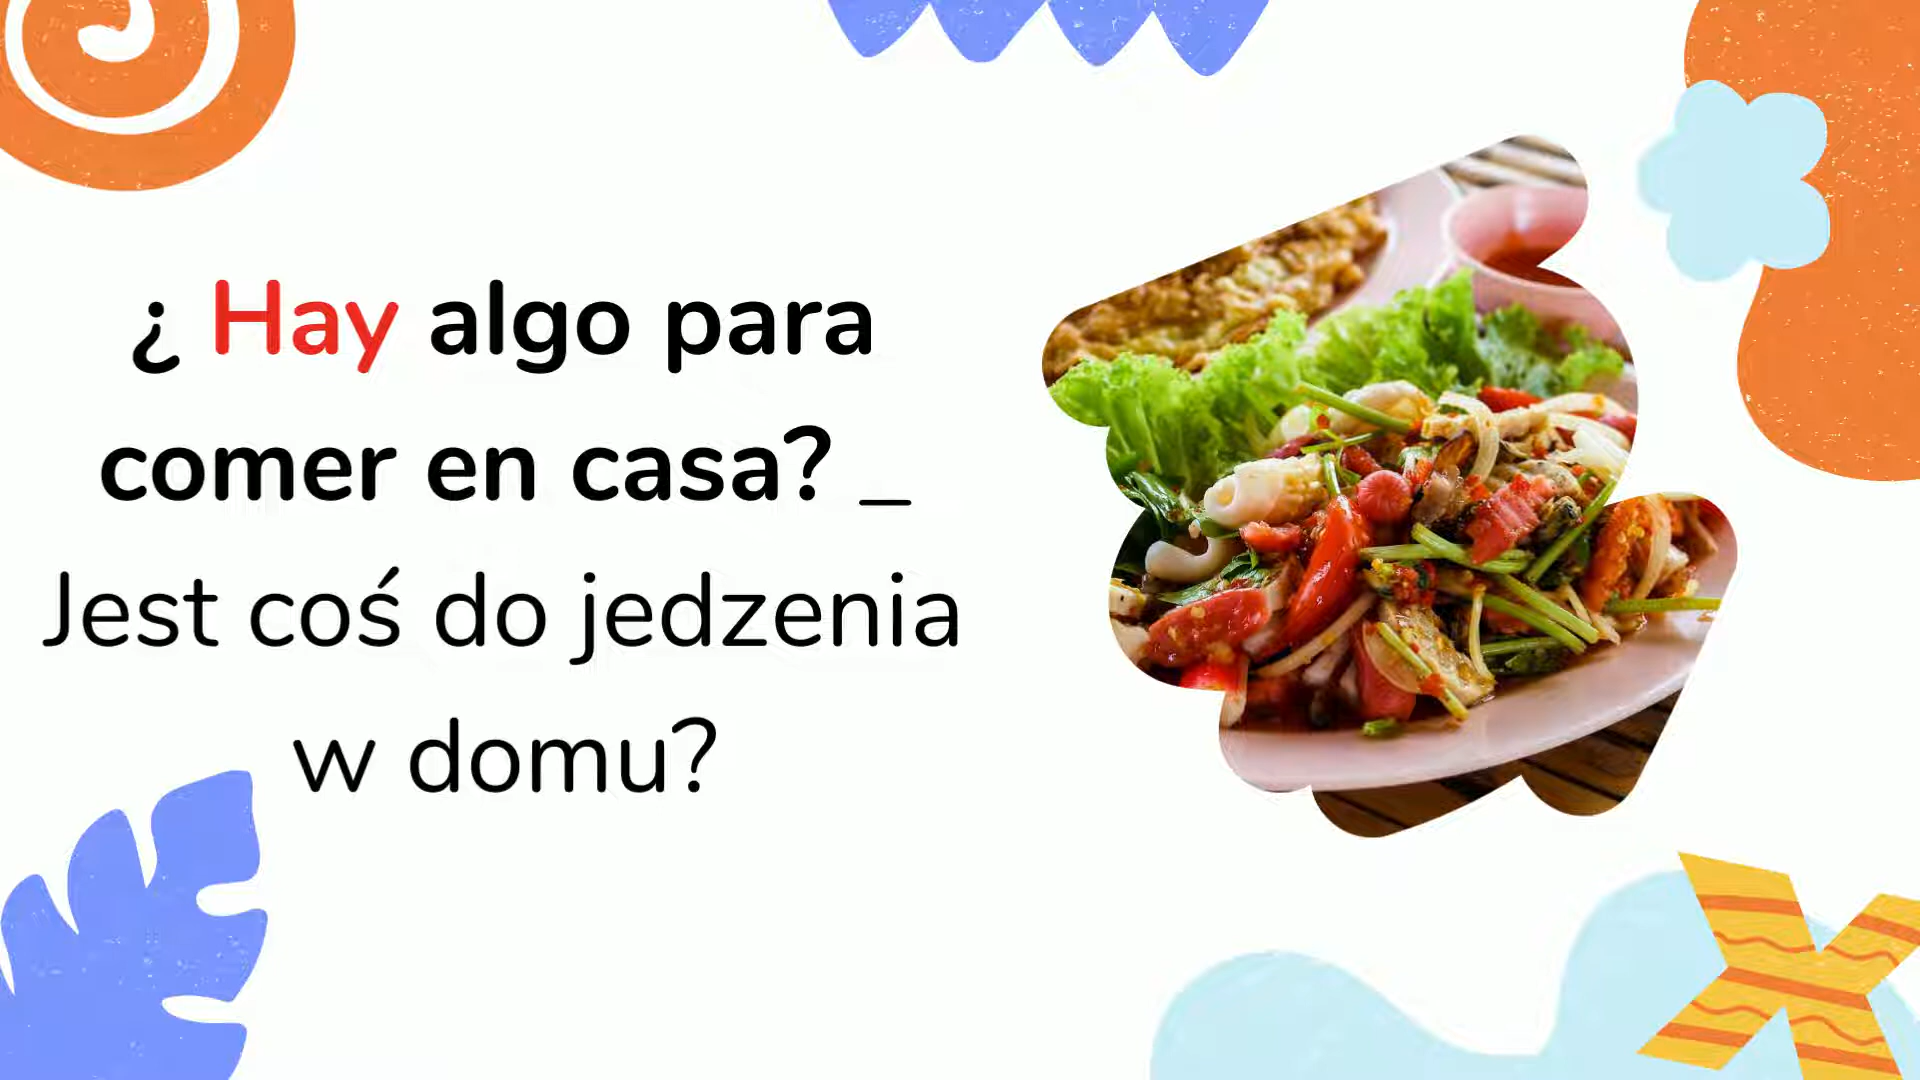 ¿ Hay algo para
comer en casa? _
Jest coś do jedzenia
w domu?